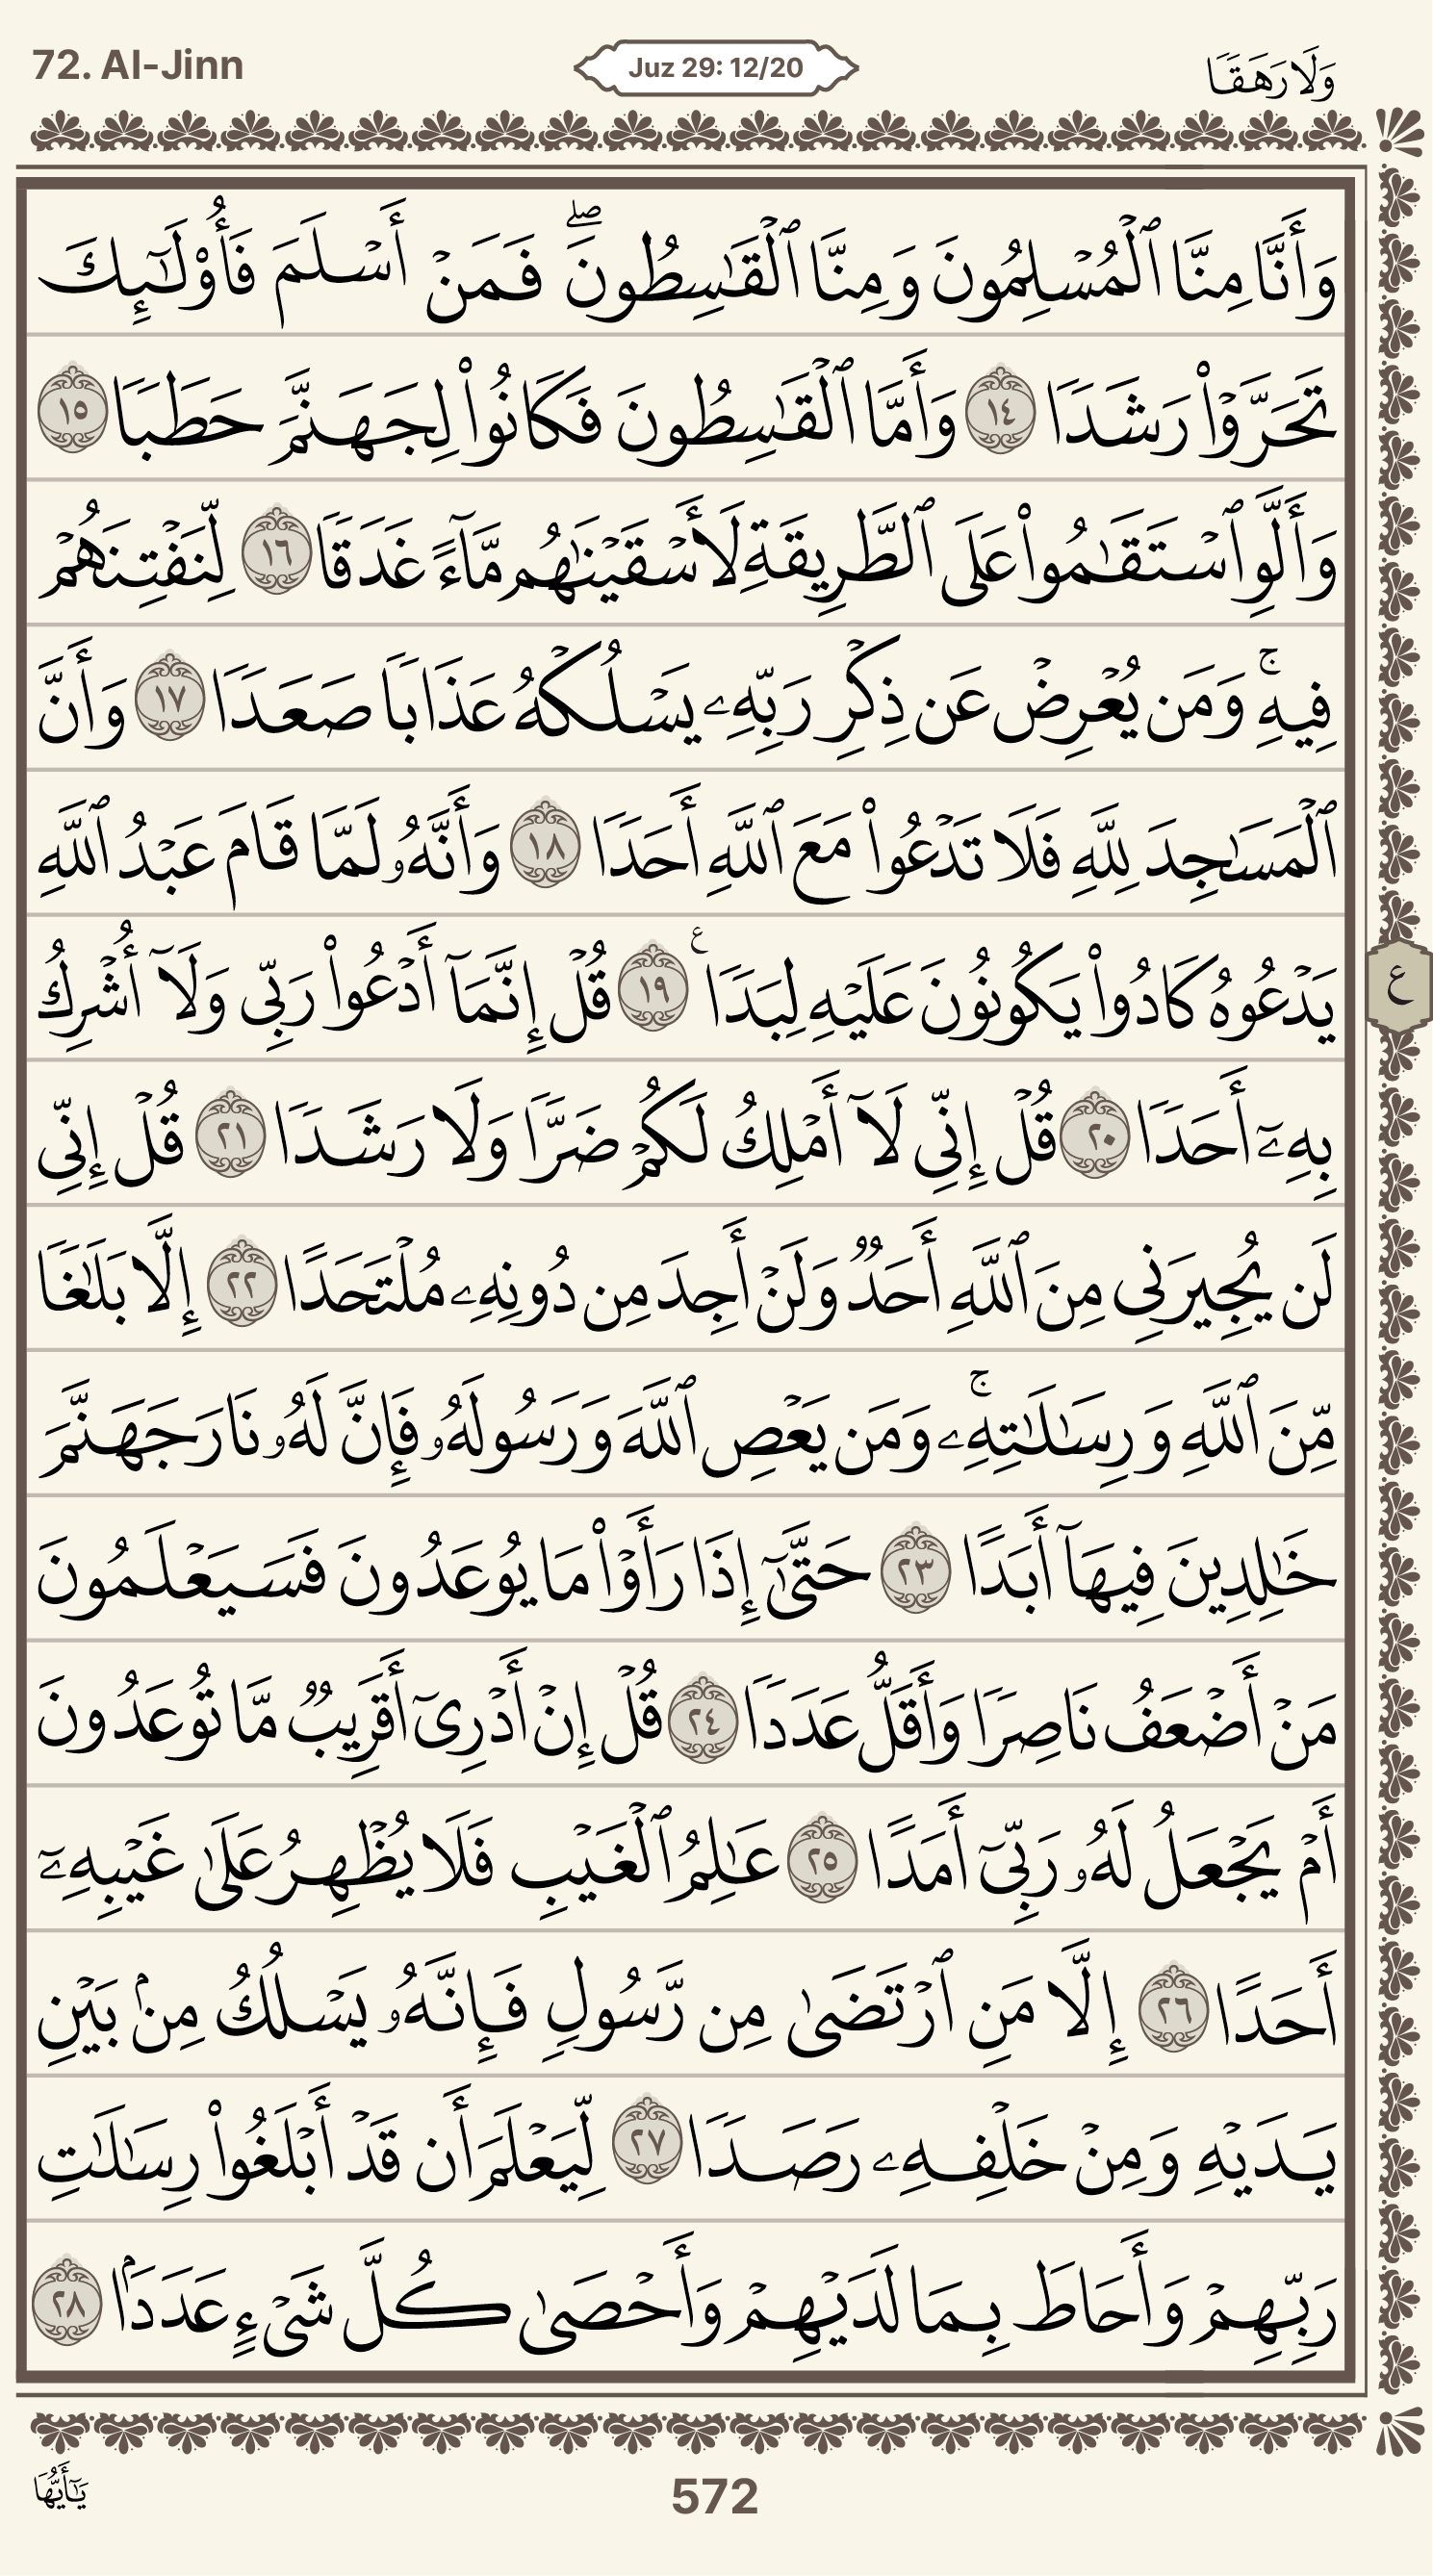 72. Al-Jinn
Juz 29: 12/20
وَلَا رَهَقًا
وَأَنَّا مِنَّا ٱلْمُسْلِمُونَ وَمِنَّا ٱلْقَـٰسِطُونَ ۖ فَمَنْ أَسْلَمَ فَأُو۟لَـٰٓئِكَ
تَحَرَّوْا۟ رَشَدًا ١٤ وَأَمَّا ٱلْقَـٰسِطُونَ فَكَانُوا۟ لِجَهَنَّمَ حَطَبًا ١٥
وَأَلَّوِ ٱسْتَقَـٰمُوا۟ عَلَى ٱلطَّرِيقَةِ لَأَسْقَيْنَـٰهُم مَّآءً غَدَقًا ١٦ لِّنَفْتِنَهُمْ
فِيهِ ۚ وَمَن يُعْرِضْ عَن ذِكْرِ رَبِّهِۦ يَسْلُكْهُ عَذَابًا صَعَدًا ١٧ وَأَنَّ
ٱلْمَسَـٰجِدَ لِلَّهِ فَلَا تَدْعُوا۟ مَعَ ٱللَّهِ أَحَدًا ١٨ وَأَنَّهُۥ لَمَّا قَامَ عَبْدُ ٱللَّهِ
يَدْعُوهُ كَادُوا۟ يَكُونُونَ عَلَيْهِ لِبَدًا ع ١٩ قُلْ إِنَّمَآ أَدْعُوا۟ رَبِّى وَلَآ أُشْرِكُ
ع
بِهِۦٓ أَحَدًا ٢٠ قُلْ إِنِّى لَآ أَمْلِكُ لَكُمْ ضَرًّا وَلَا رَشَدًا ٢١ قُلْ إِنِّى
لَن يُجِيرَنِى مِنَ ٱللَّهِ أَحَدٌ وَلَنْ أَجِدَ مِن دُونِهِۦ مُلْتَحَدًا ٢٢ إِلَّا بَلَـٰغًا
مِّنَ ٱللَّهِ وَرِسَـٰلَـٰتِهِۦ ۚ وَمَن يَعْصِ ٱللَّهَ وَرَسُولَهُۥ فَإِنَّ لَهُۥ نَارَ جَهَنَّمَ
خَـٰلِدِينَ فِيهَآ أَبَدًا ٢٣ حَتَّىٰٓ إِذَا رَأَوْا۟ مَا يُوعَدُونَ فَسَيَعْلَمُونَ
مَنْ أَضْعَفُ نَاصِرًا وَأَقَلُّ عَدَدًا ٢٤ قُلْ إِنْ أَدْرِىٓ أَقَرِيبٌ مَّا تُوعَدُونَ
أَمْ يَجْعَلُ لَهُۥ رَبِّىٓ أَمَدًا ٢٥ عَـٰلِمُ ٱلْغَيْبِ فَلَا يُظْهِرُ عَلَىٰ غَيْبِهِۦٓ
أَحَدًا ٢٦ إِلَّا مَنِ ٱرْتَضَىٰ مِن رَّسُولٍ فَإِنَّهُۥ يَسْلُكُ مِنۢ بَيْنِ
يَدَيْهِ وَمِنْ خَلْفِهِۦ رَصَدًا ٢٧ لِّيَعْلَمَ أَن قَدْ أَبْلَغُوا۟ رِسَـٰلَـٰتِ
رَبِّهِمْ وَأَحَاطَ بِمَا لَدَيْهِمْ وَأَحْصَىٰ كُلَّ شَىْءٍ عَدَدًۢا ٢٨
يَـٰٓأَيُّهَا
572